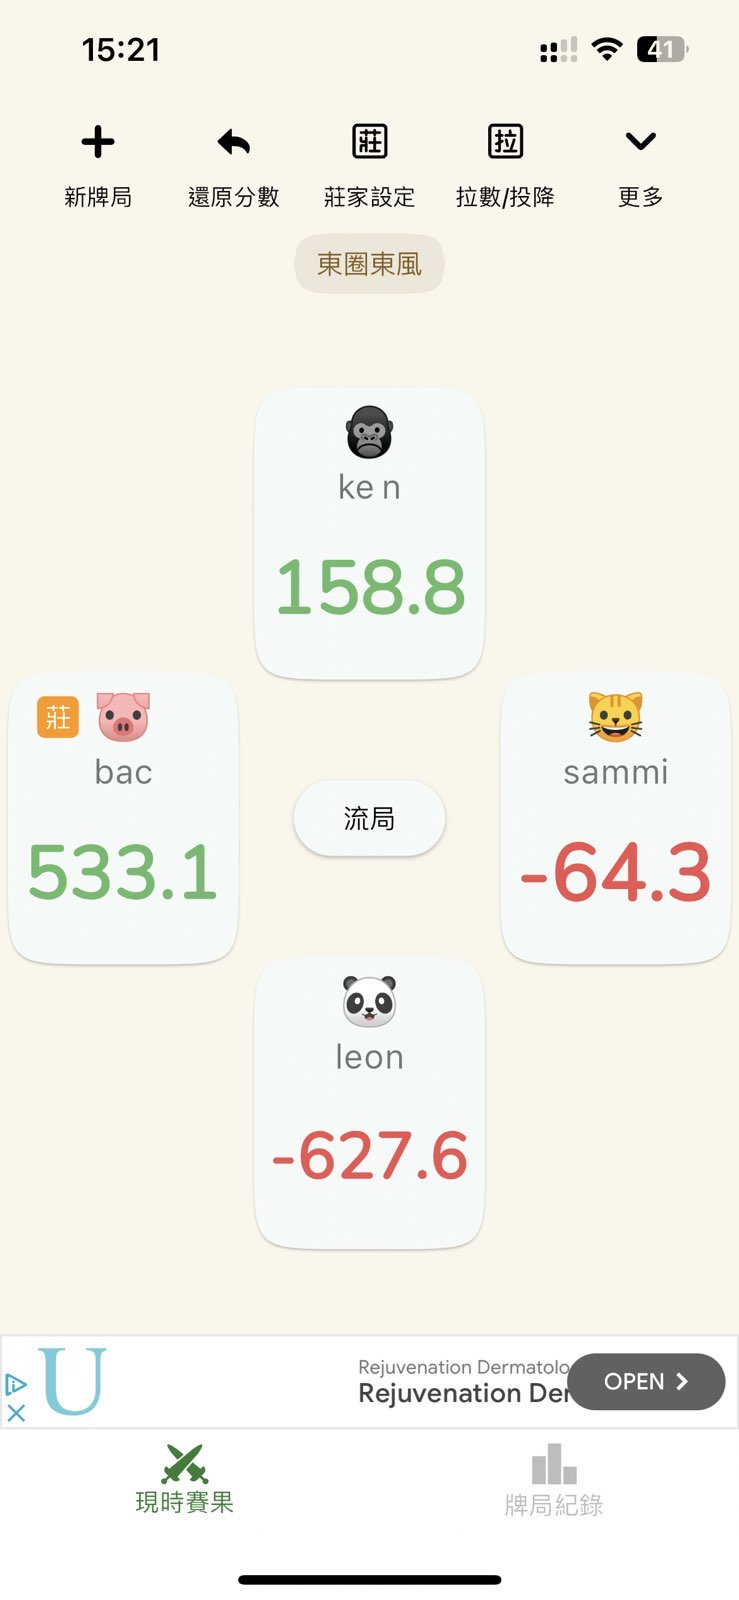 15:21
41
新牌局
還原分數
莊
莊家設定
拉
拉數/投降
更多
東圈東風
ke n
158.8
莊
bac
533.1
sammi
-64.3
流局
leon
-627.6
U
Rejuvenation Dermatolo
Rejuvenation Der
OPEN
現時賽果
牌局紀錄